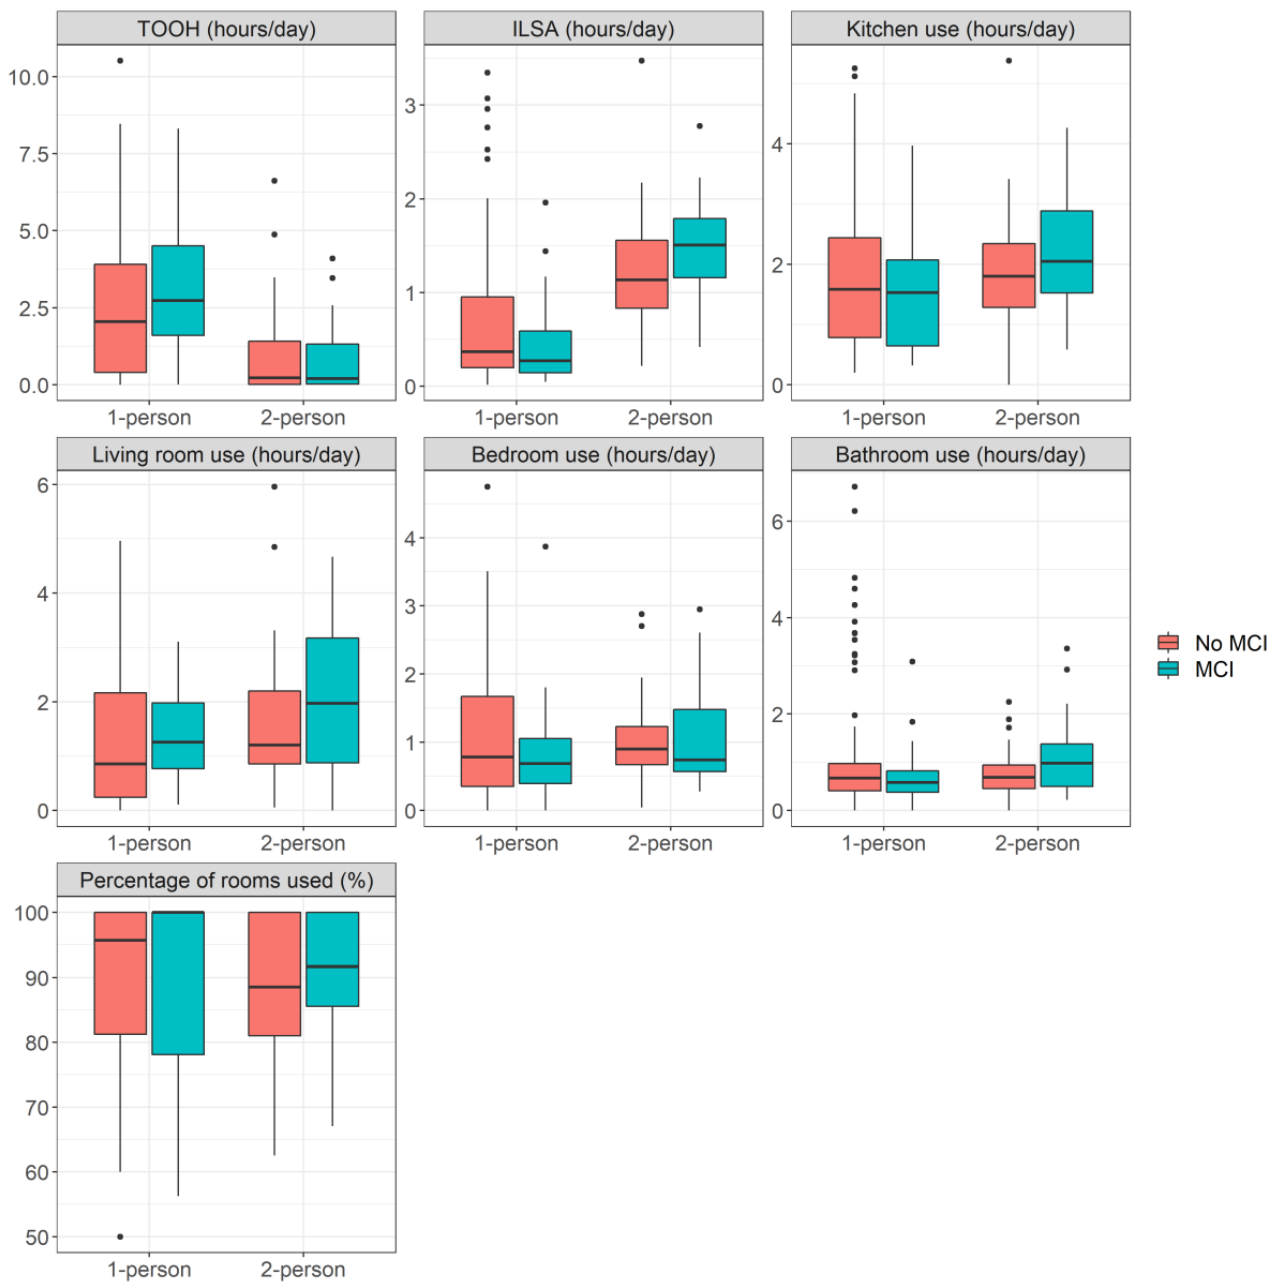 TOOH (hours/day)
ILSA (hours/day)
Kitchen use (hours/day)
10.0
7.5
5.0
2.5
0.0
3
2
1
0
4
2
0
1-person 2-person
1-person 2-person
1-person 2-person
Living room use (hours/day)
Bedroom use (hours/day)
Bathroom use (hours/day)
6
4
2
0
4
3
2
1
0
6
4
2
0
No MCI
MCI
1-person 2-person
1-person 2-person
1-person 2-person
Percentage of rooms used (%)
100
90
80
70
60
50
1-person 2-person